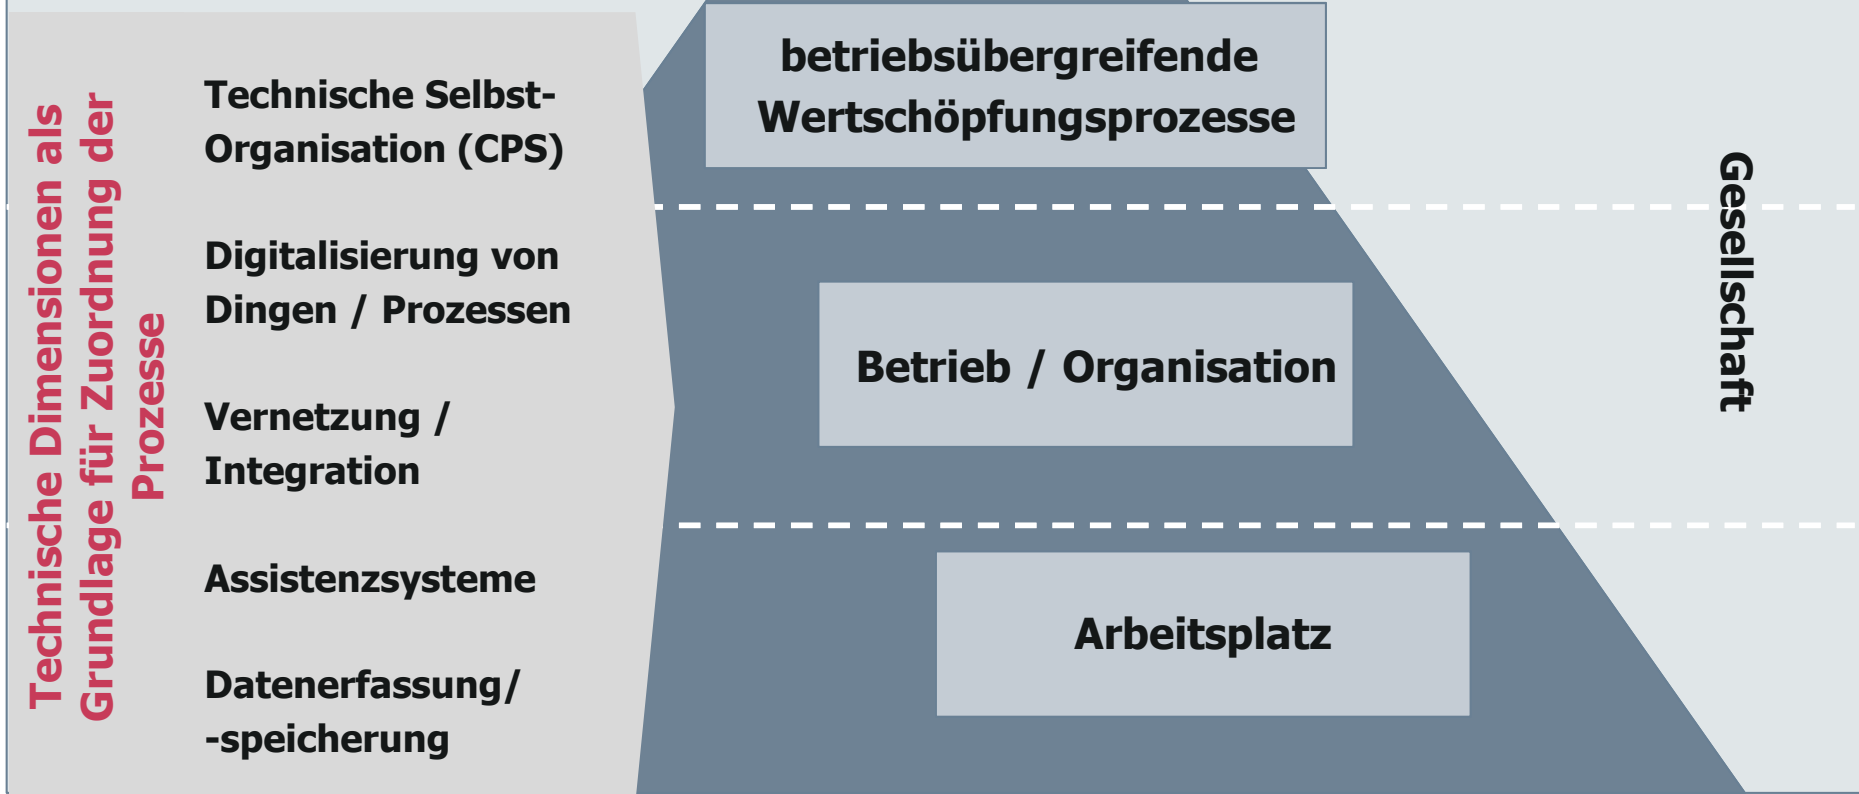 Technische Dimensionen als
Grundlage für Zuordnung der
Prozesse
Technische Selbst-
Organisation (CPS)
Digitalisierung von
Dingen / Prozessen
Vernetzung /
Integration
Assistenzsysteme
Datenerfassung/
-speicherung
betriebsübergreifende
Wertschöpfungsprozesse
Betrieb / Organisation
Arbeitsplatz
Gesellschaft